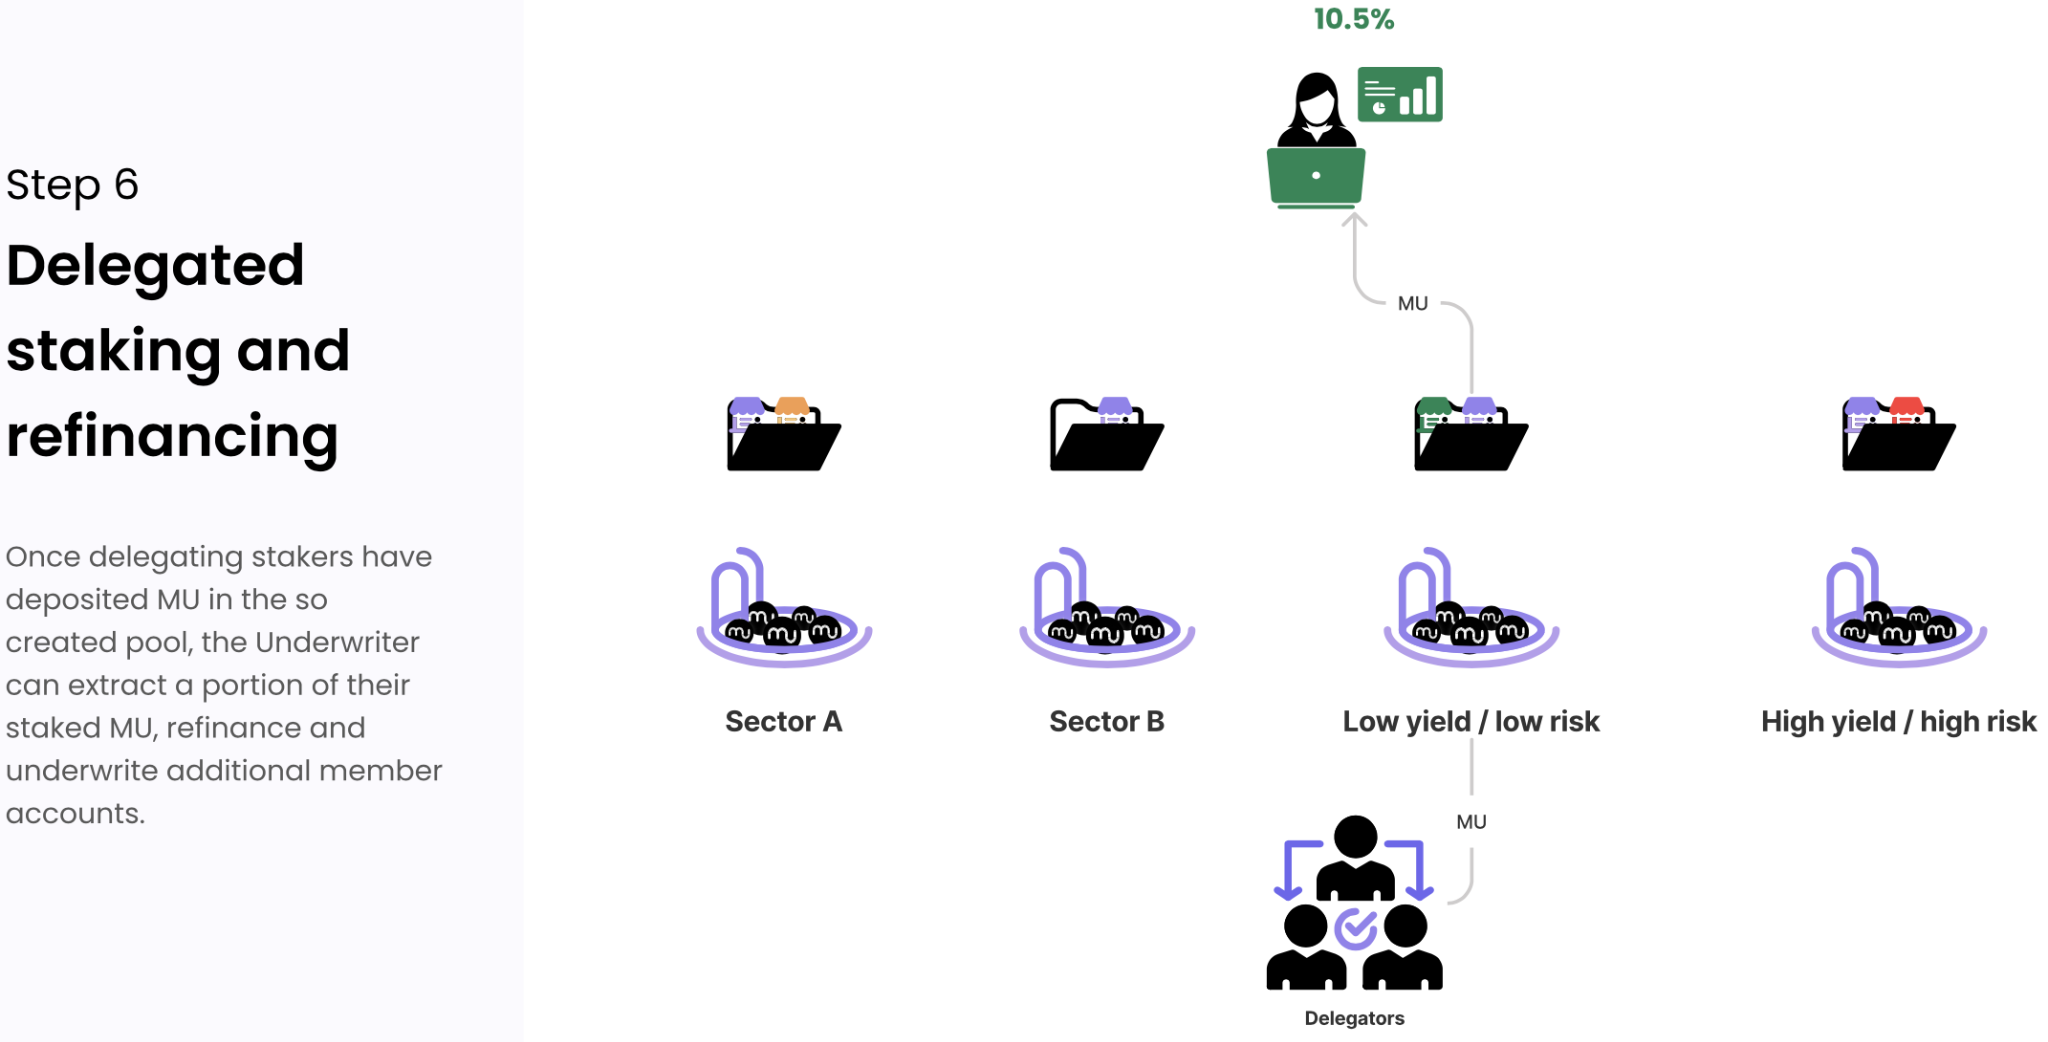 Step 6
Delegated
staking and
refinancing
Once delegating stakers have
deposited MU in the so
created pool, the Underwriter
can extract a portion of their
staked MU, refinance and
underwrite additional member
accounts.
10.5%
MU
Sector A
Sector B
Low yield / low risk
High yield / high risk
MU
Delegators